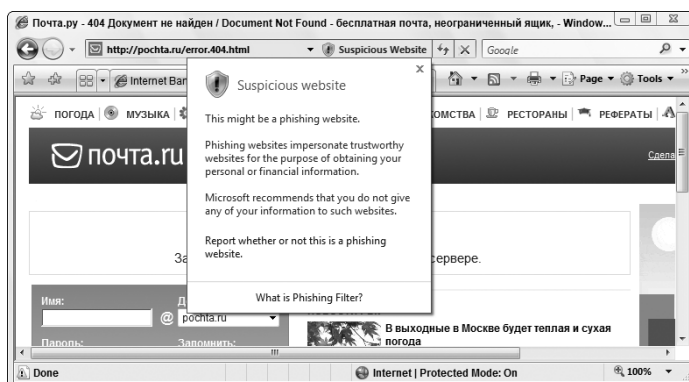 Почта.ру - 404 Документ не найден / Document Not Found - бесплатная почта, неограниченный ящик, - Window...
http://pochta.ru/error.404.html
Suspicious Website
Google
Internet Ban
Page
Tools
ПОГОДА
МУЗЫКА
ОМСТВА
РЕСТОРАНЫ
РЕФЕРАТЫ
почта.ru
Сдела
Suspicious website
This might be a phishing website.
Phishing websites impersonate trustworthy
websites for the purpose of obtaining your
personal or financial information.
Microsoft recommends that you do not give
any of your information to such websites.
Report whether or not this is a phishing
website.
What is Phishing Filter?
За
сервере.
Имя:
Д
@
pochta.ru
Пароль:
Запомнить:
В выходные в Москве будет теплая и сухая
погода
Done
Internet | Protected Mode: On
100%